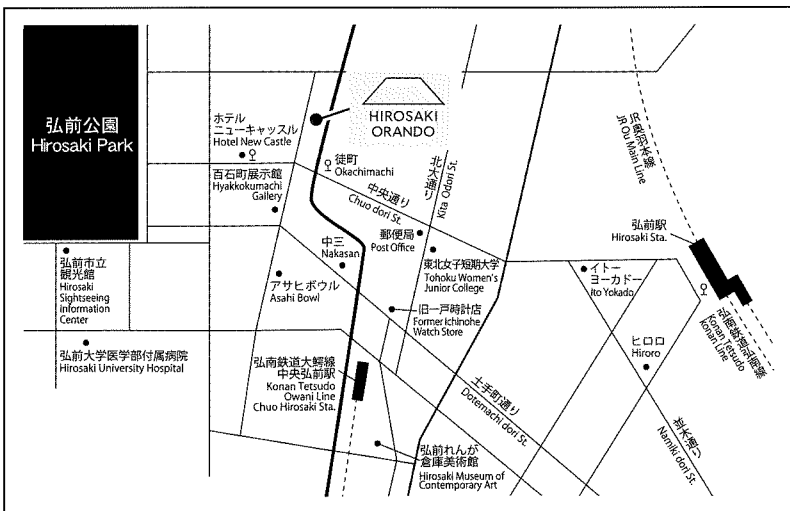 弘前公園
Hirosaki Park
ホテル
ニューキャッスル
Hotel New Castle
HIROSAKI
ORANDO
百石町展示館
Hyakkokumachi
Gallery
徒町
Okachimachi
中央通り
Chuo dori St.
北大通り
Kita Odori St.
JR奥羽本線
JR Ou Main Line
弘前駅
Hirosaki Sta.
郵便局
Post Office
中三
Nakasan
東北女子短期大学
Tohoku Women's
Junior College
イトー
ヨーカドー
Ito Yokado
弘前市立
観光館
Hirosaki
Sightseeing
Information
Center
アサヒボウル
Asahi Bowl
旧一戸時計店
Former Ichinohe
Watch Store
ヒロロ
Hiroro
弘南鉄道弘南線
Konan Tetsudo
Konan Line
弘前大学医学部付属病院
Hirosaki University Hospital
弘南鉄道大鰐線
中央弘前駅
Konan Tetsudo
Owani Line
Chuo Hirosaki Sta.
土手町通り
Dotemachi dori St.
並木通り
Namiki dori St.
弘前れんが
倉庫美術館
Hirosaki Museum of
Contemporary Art